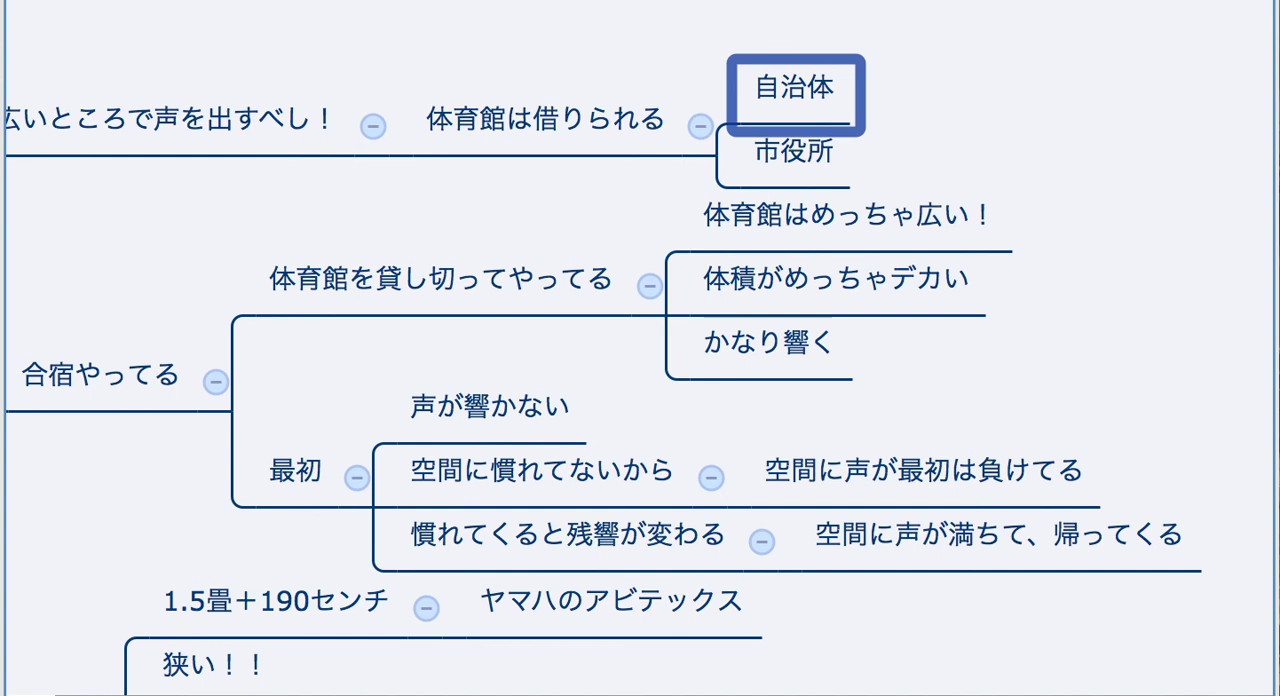 自治体
広いところで声を出すべし！
体育館は借りられる
市役所
体育館はめっちゃ広い！
体育館を貸し切ってやってる
体積がめっちゃデカい
かなり響く
合宿やってる
声が響かない
最初
空間に慣れてないから
空間に声が最初は負けてる
慣れてくると残響が変わる
空間に声が満ちて、帰ってくる
1.5畳＋190センチ
ヤマハのアビテックス
狭い！！